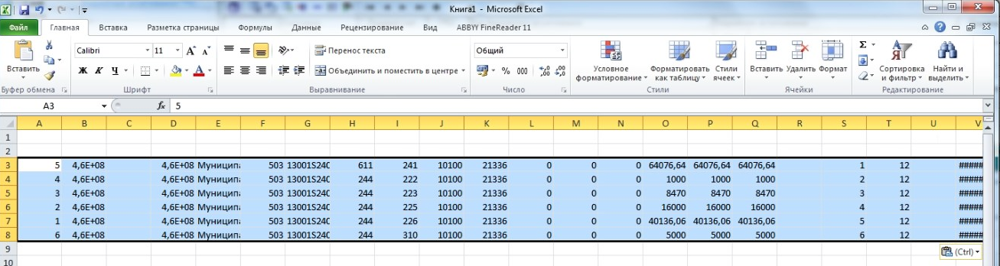 Книга1 - Microsoft Excel
Файл Главная Вставка Разметка страницы Формулы Данные Рецензирование Вид ABBYY FineReader 11
Calibri 11 Перенос текста Общий Σ
Вставить Ж К Ч А Объединить и поместить в центре % 000 Условное форматирование Форматировать как таблицу Стили ячеек Вставить Удалить Формат Сортировка и фильтр Найти и выделить
Буфер обмена Шрифт Выравнивание Число Стили Ячейки Редактирование
A3 fx 5
A B C D E F G H I J K L M N O P Q R S T U V
1
2
3 5 4,6E+08 4,6E+08 Муниципа 503 13001S240 611 241 10100 21336 0 0 0 64076,64 64076,64 64076,64 1 12 #####
4 4 4,6E+08 4,6E+08 Муниципа 503 13001S240 244 222 10100 21336 0 0 0 1000 1000 1000 2 12 #####
5 3 4,6E+08 4,6E+08 Муниципа 503 13001S240 244 223 10100 21336 0 0 0 8470 8470 8470 3 12 #####
6 2 4,6E+08 4,6E+08 Муниципа 503 13001S240 244 225 10100 21336 0 0 0 16000 16000 16000 4 12 #####
7 1 4,6E+08 4,6E+08 Муниципа 503 13001S240 244 226 10100 21336 0 0 0 40136,06 40136,06 40136,06 5 12 #####
8 6 4,6E+08 4,6E+08 Муниципа 503 13001S240 244 310 10100 21336 0 0 0 5000 5000 5000 6 12 #####
9
(Ctrl)
10